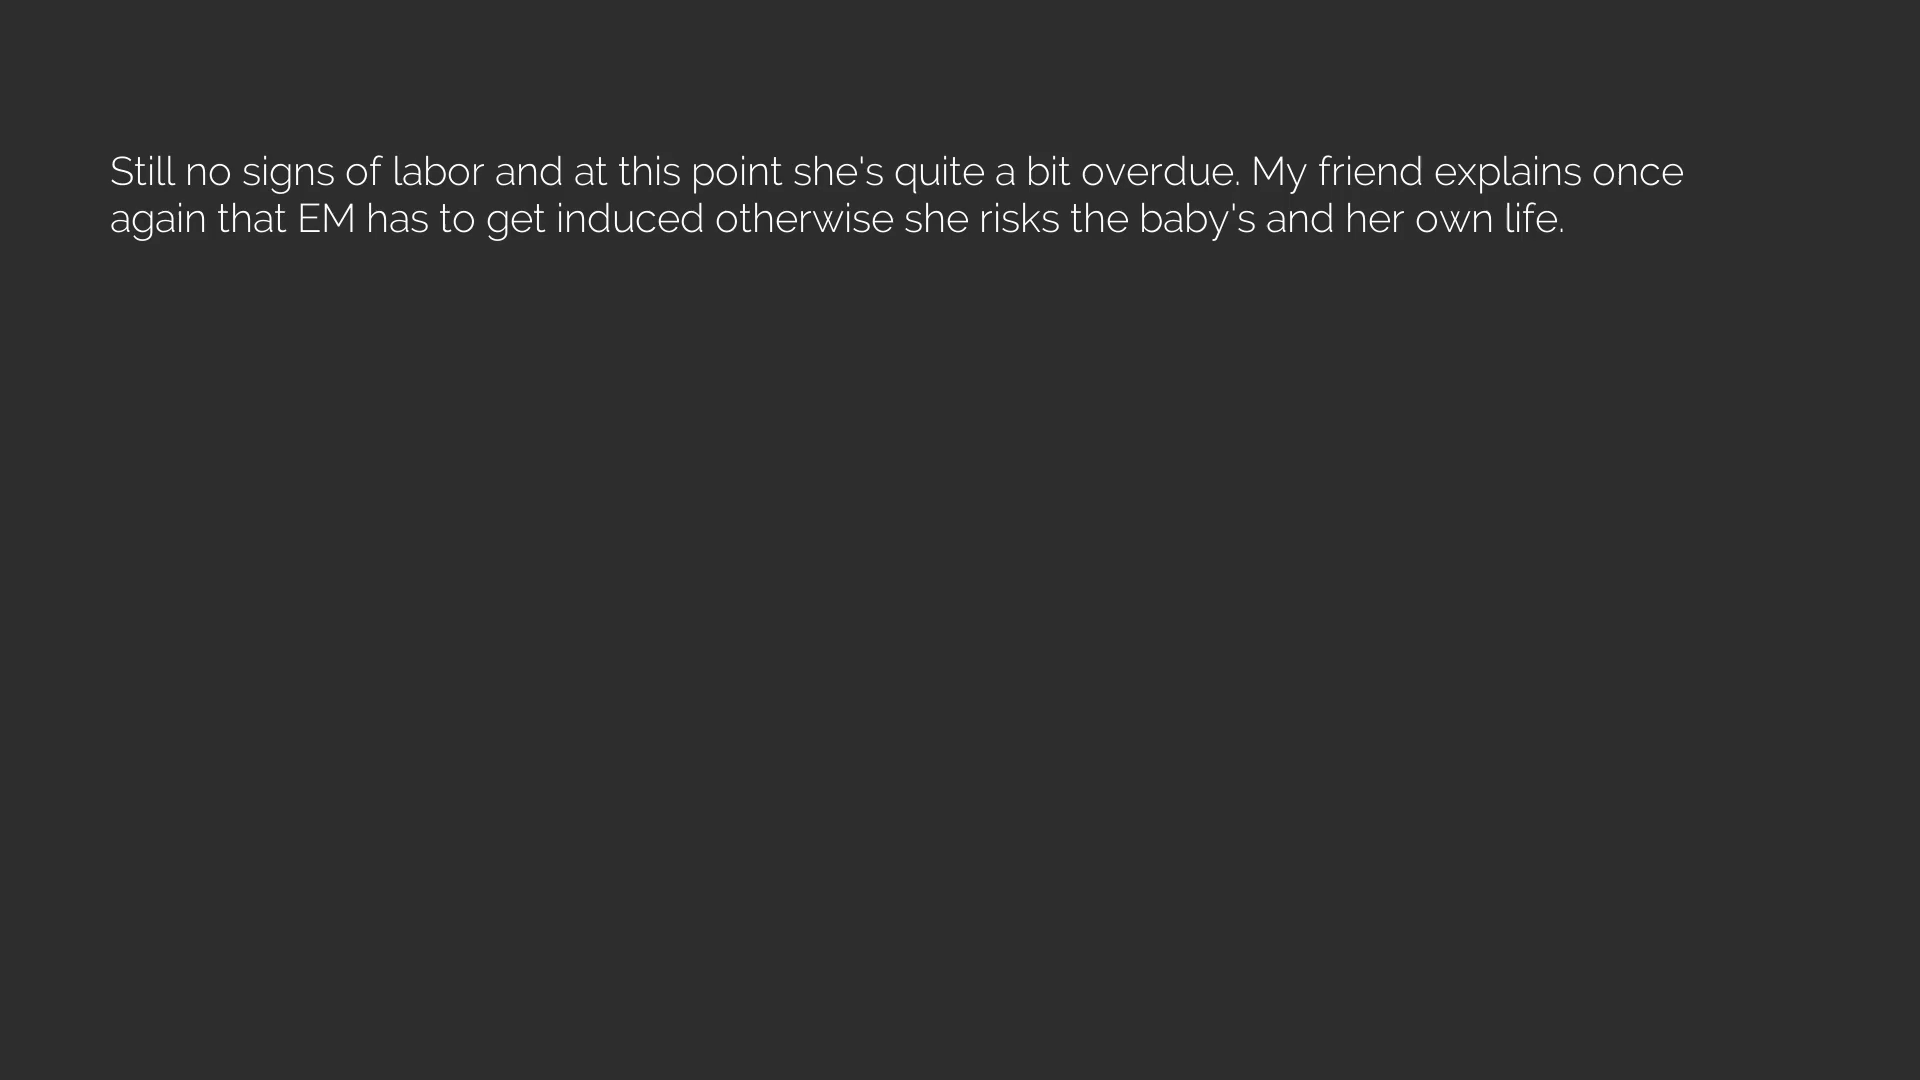 Still no signs of labor and at this point she's quite a bit overdue. My friend explains once
again that EM has to get induced otherwise she risks the baby's and her own life.